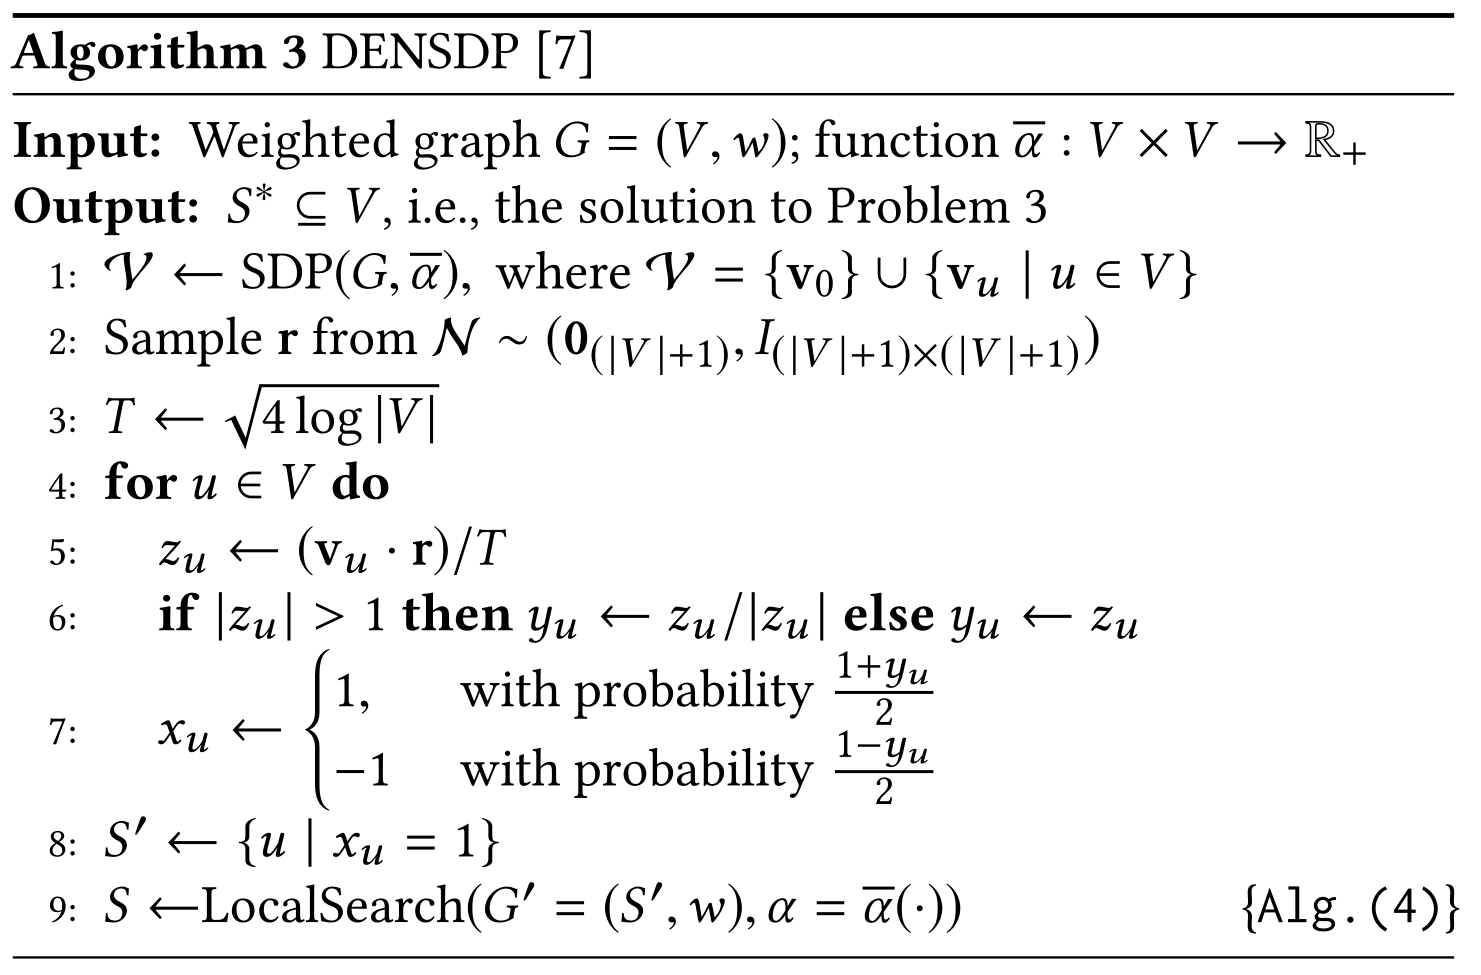 Algorithm 3 DENSDP [7]
Input: Weighted graph G = (V, w); function α̅ : V × V → ℝ₊
Output: S* ⊆ V, i.e., the solution to Problem 3
1: 𝒱 ← SDP(G, α̅), where 𝒱 = {v₀} ∪ {v_u | u ∈ V}
2: Sample r from 𝒩 ∼ (0_(|V|+1), I_(|V|+1)×(|V|+1))
3: T ← √(4 log |V|)
4: for u ∈ V do
5: z_u ← (v_u · r)/T
6: if |z_u| > 1 then y_u ← z_u/|z_u| else y_u ← z_u
7: x_u ← { 1, with probability (1+y_u)/2
−1 with probability (1−y_u)/2
8: S′ ← {u | x_u = 1}
9: S ←LocalSearch(G′ = (S′, w), α = α̅(·)) {Alg.(4)}